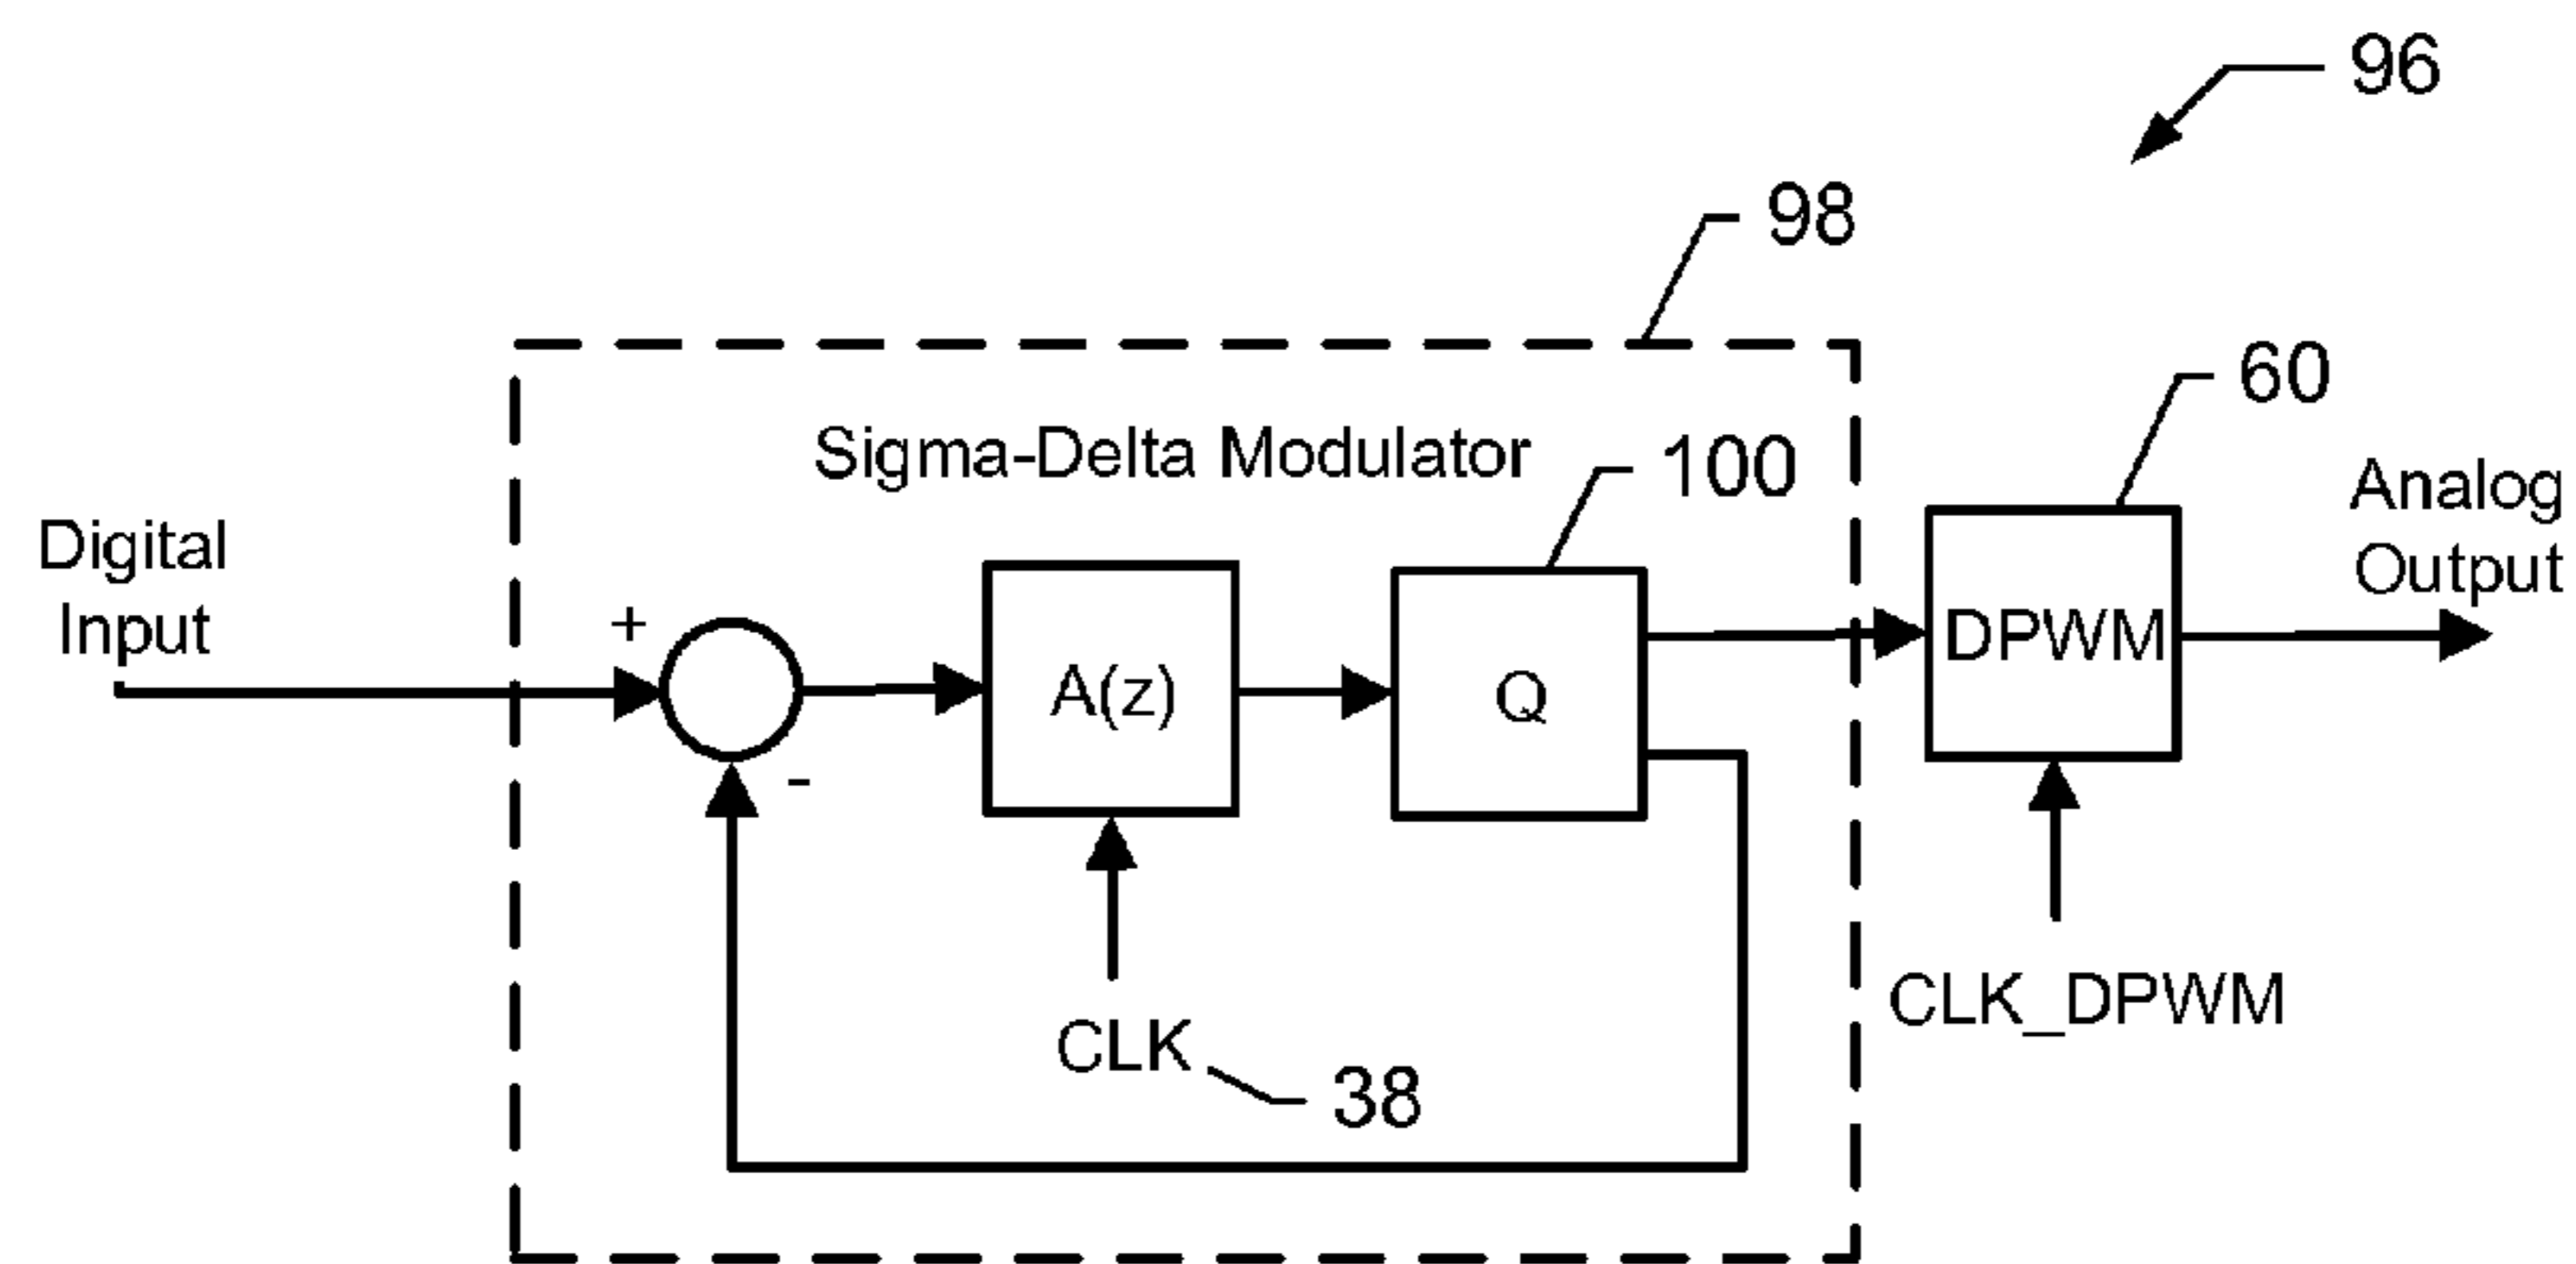 96
98
60
Sigma-Delta Modulator
100
Analog
Output
Digital
Input
+
-
A(z)
Q
DPWM
CLK
38
CLK_DPWM